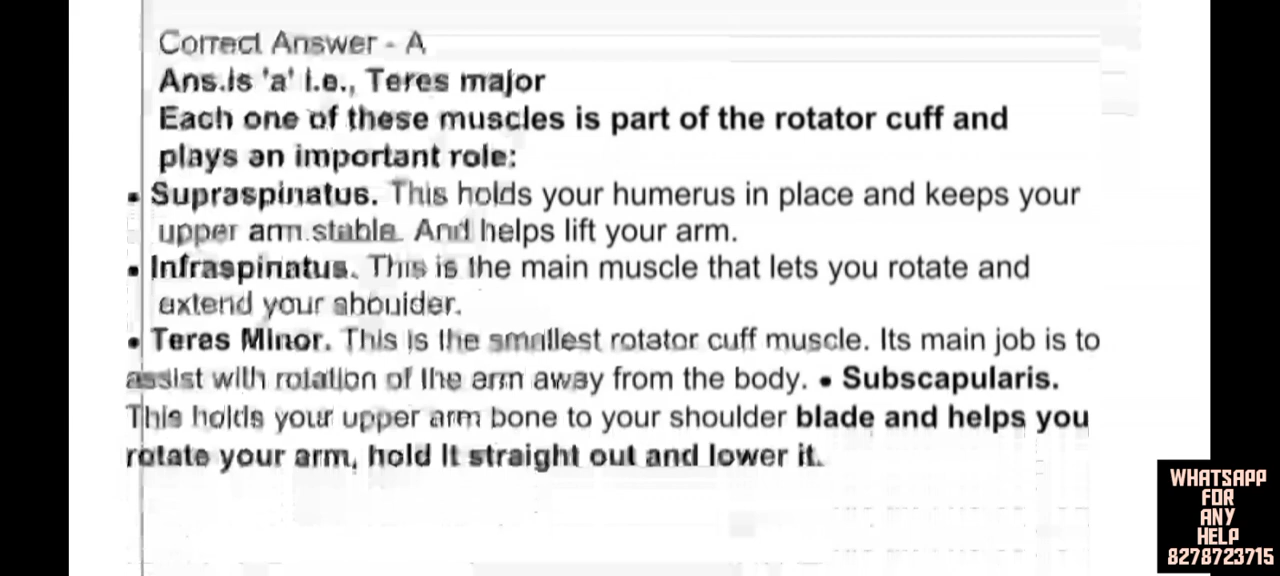 Correct Answer - A
Ans.is 'a' i.e., Teres major
Each one of these muscles is part of the rotator cuff and
plays an important role:
• Supraspinatus. This holds your humerus in place and keeps your
upper arm stable. And helps lift your arm.
• Infraspinatus. This is the main muscle that lets you rotate and
extend your shoulder.
• Teres Minor. This is the smallest rotator cuff muscle. Its main job is to
assist with rotation of the arm away from the body. • Subscapularis.
This holds your upper arm bone to your shoulder blade and helps you
rotate your arm, hold it straight out and lower it.
WHATSAPP
FOR
ANY
HELP
8278723715